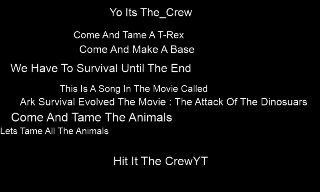 Yo Its The_Crew
Come And Tame A T-Rex
Come And Make A Base
We Have To Survival Until The End
This Is A Song In The Movie Called
Ark Survival Evolved The Movie : The Attack Of The Dinosuars
Come And Tame The Animals
Lets Tame All The Animals
Hit It The CrewYT